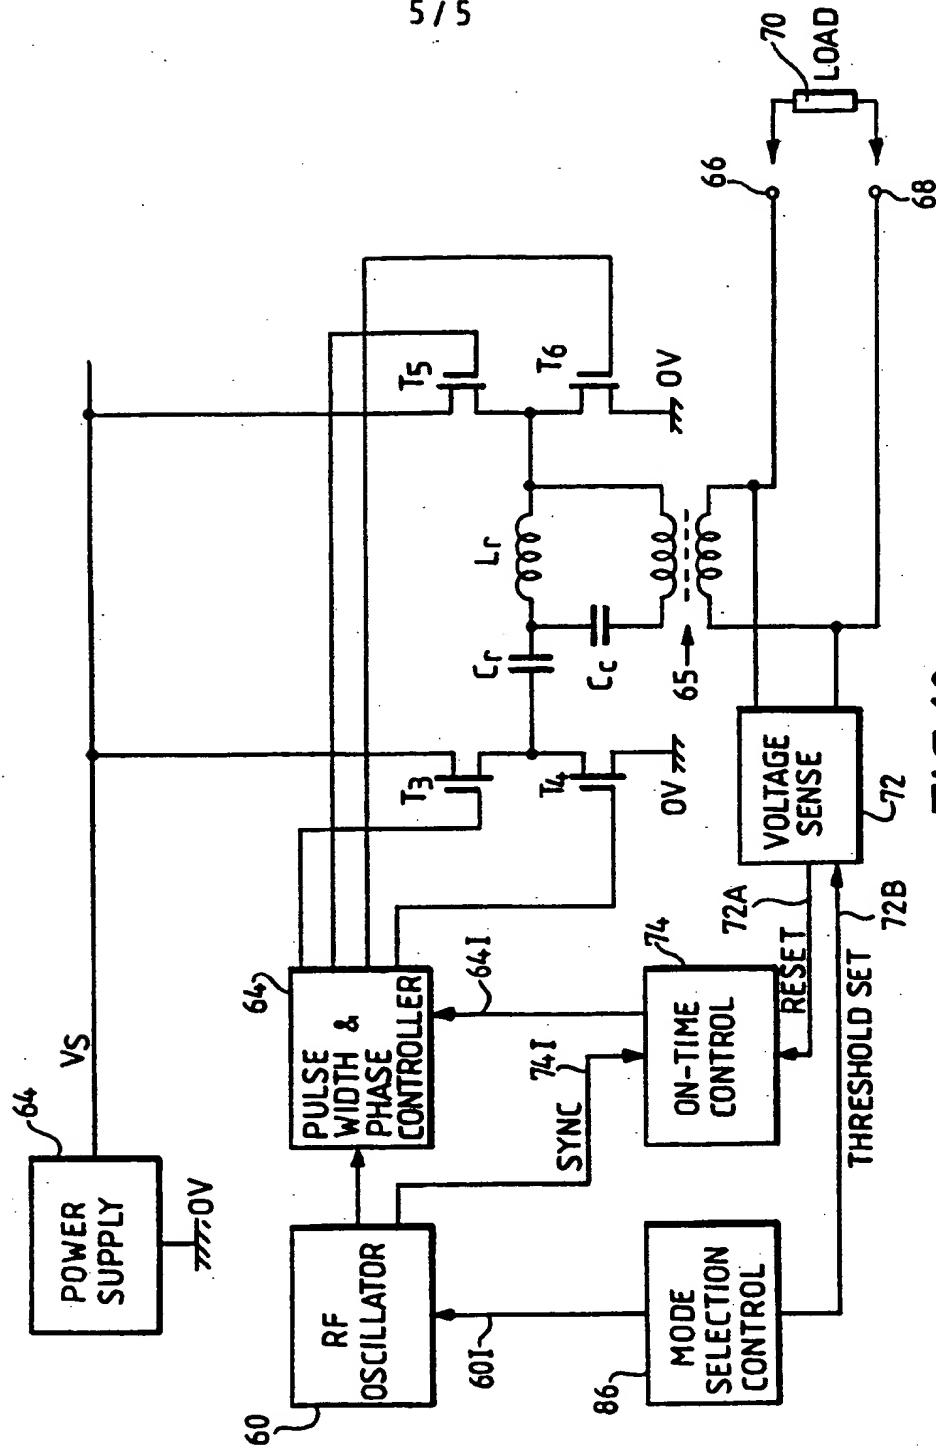 5/5
POWER
SUPPLY
64
VS
0V
RF
OSCILLATOR
60
60I
PULSE
WIDTH &
PHASE
CONTROLLER
64
64I
SYNC
74I
MODE
SELECTION
CONTROL
86
ON-TIME
CONTROL
74
RESET
72A
THRESHOLD SET
72B
VOLTAGE
SENSE
72
T3
T4
0V
T5
T6
0V
Cr
Lr
Cc
65
66
68
70
LOAD